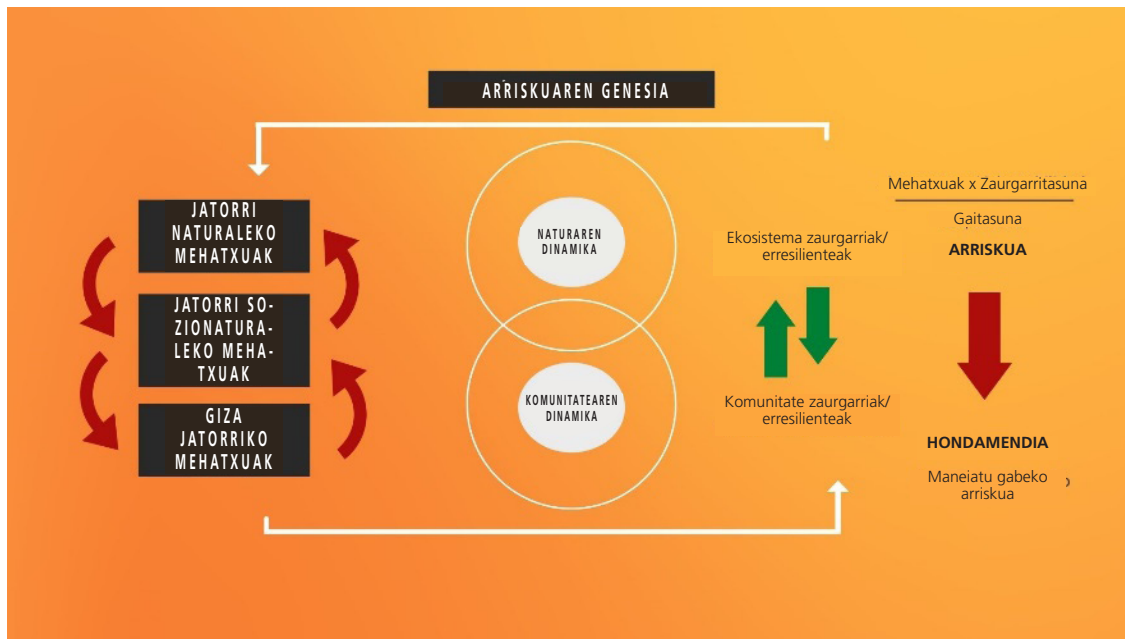 ARRISKUAREN GENESIA
JATORRI
NATURALEKO
MEHATXUAK
JATORRI SO-
ZIONATURA-
LEKO MEHA-
TXUAK
GIZA
JATORRIKO
MEHATXUAK
NATURAREN
DINAMIKA
KOMUNITATEAREN
DINAMIKA
Ekosistema zaurgarriak/
erresilienteak
Komunitate zaurgarriak/
erresilienteak
Mehatxuak x Zaurgarritasuna
Gaitasuna
ARRISKUA
HONDAMENDIA
Maneiatu gabeko
arriskua